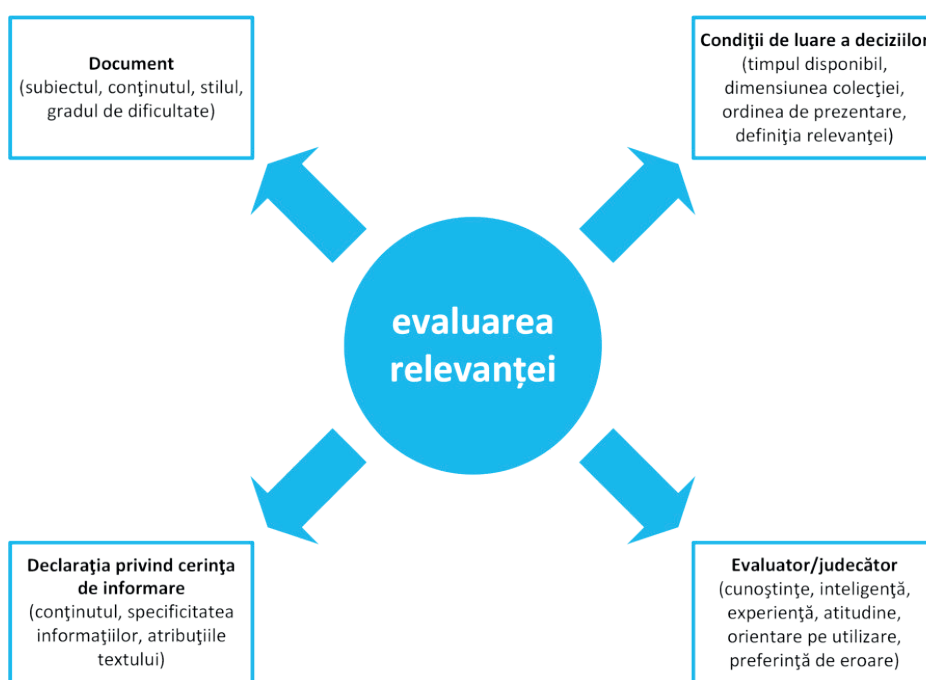 Document
(subiectul, conţinutul, stilul,
gradul de dificultate)
Condiţii de luare a deciziilor
(timpul disponibil,
dimensiunea colecţiei,
ordinea de prezentare,
definiţia relevanţei)
evaluarea
relevanței
Declaraţia privind cerinţa
de informare
(conţinutul, specificitatea
informaţiilor, atribuţiile
textului)
Evaluator/judecător
(cunoştinţe, inteligenţă,
experienţă, atitudine,
orientare pe utilizare,
preferinţă de eroare)